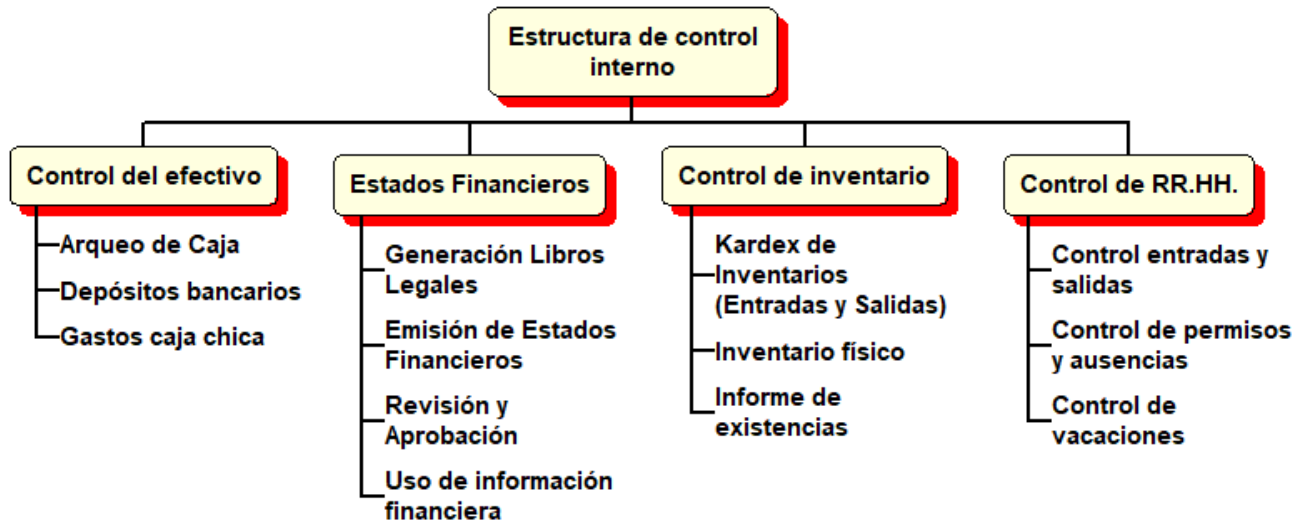 Estructura de control
interno
Control del efectivo
Arqueo de Caja
Depósitos bancarios
Gastos caja chica
Estados Financieros
Generación Libros
Legales
Emisión de Estados
Financieros
Revisión y
Aprobación
Uso de información
financiera
Control de inventario
Kardex de
Inventarios
(Entradas y Salidas)
Inventario físico
Informe de
existencias
Control de RR.HH.
Control entradas y
salidas
Control de permisos
y ausencias
Control de
vacaciones